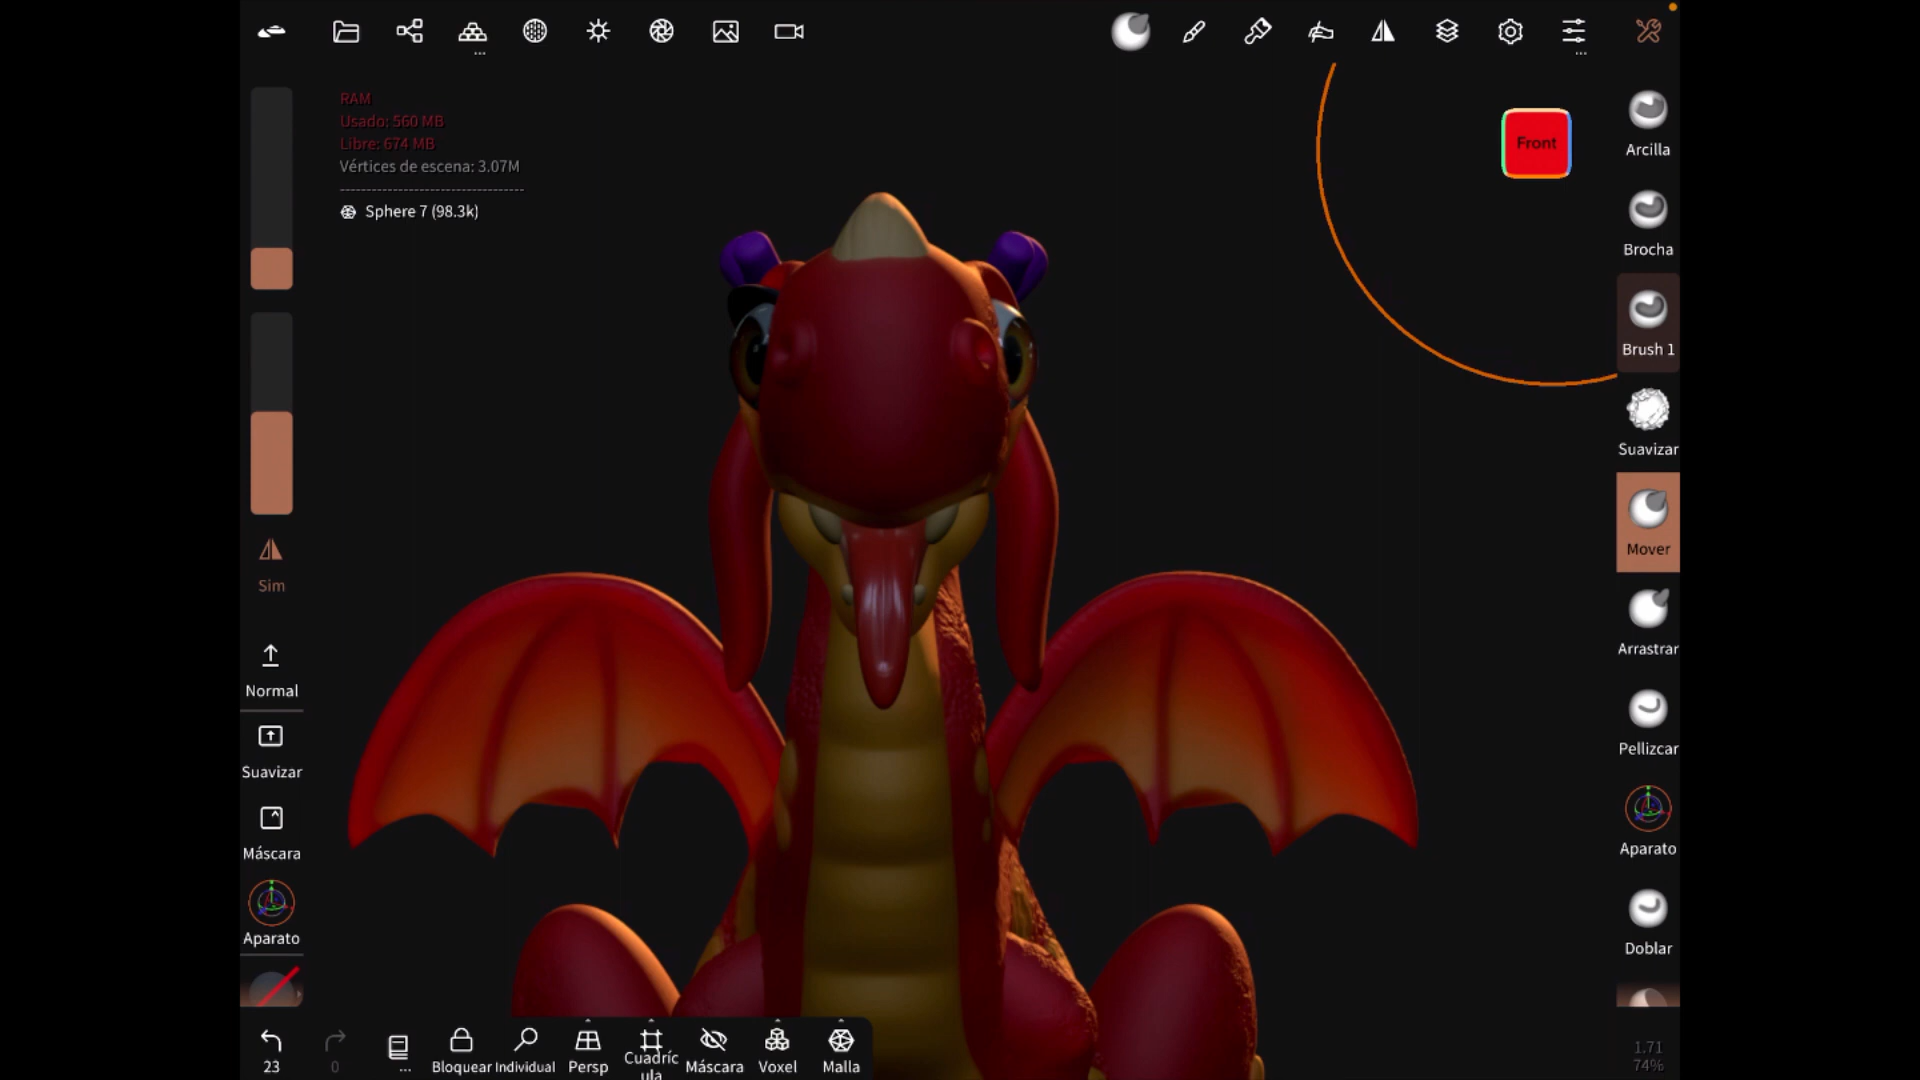 RAM
Usado: 560 MB
Libre: 674 MB
Vértices de escena: 3.07M
Sphere 7 (98.3k)
Front
Arcilla
Brocha
Brush 1
Suavizar
Mover
Arrastrar
Pellizcar
Aparato
Doblar
Sim
Normal
Suavizar
Máscara
Aparato
23
0
...
Bloquear
Individual
Persp
Cuadríc
ula
Máscara
Voxel
Malla
1.71
74%